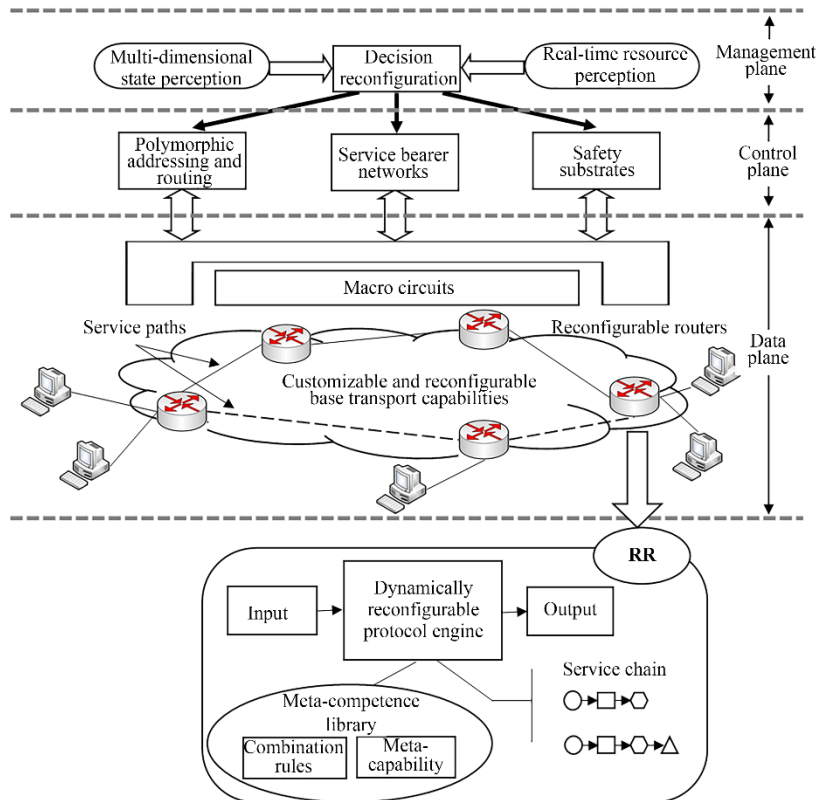 Multi-dimensional
state perception
Decision
reconfiguration
Real-time resource
perception
Management
plane
Polymorphic
addressing and
routing
Service bearer
networks
Safety
substrates
Control
plane
Macro circuits
Service paths
Reconfigurable routers
Data
plane
Customizable and reconfigurable
base transport capabilities
RR
Input
Dynamically
reconfigurable
protocol engine
Output
Service chain
Meta-competence
library
Combination
rules
Meta-
capability